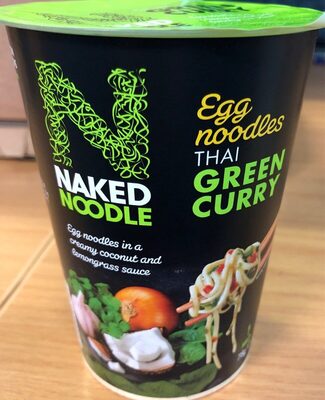 NAKED
NOODLE
Egg noodles in a
creamy coconut and
lemongrass sauce
Egg
noodles
THAI
GREEN
CURRY